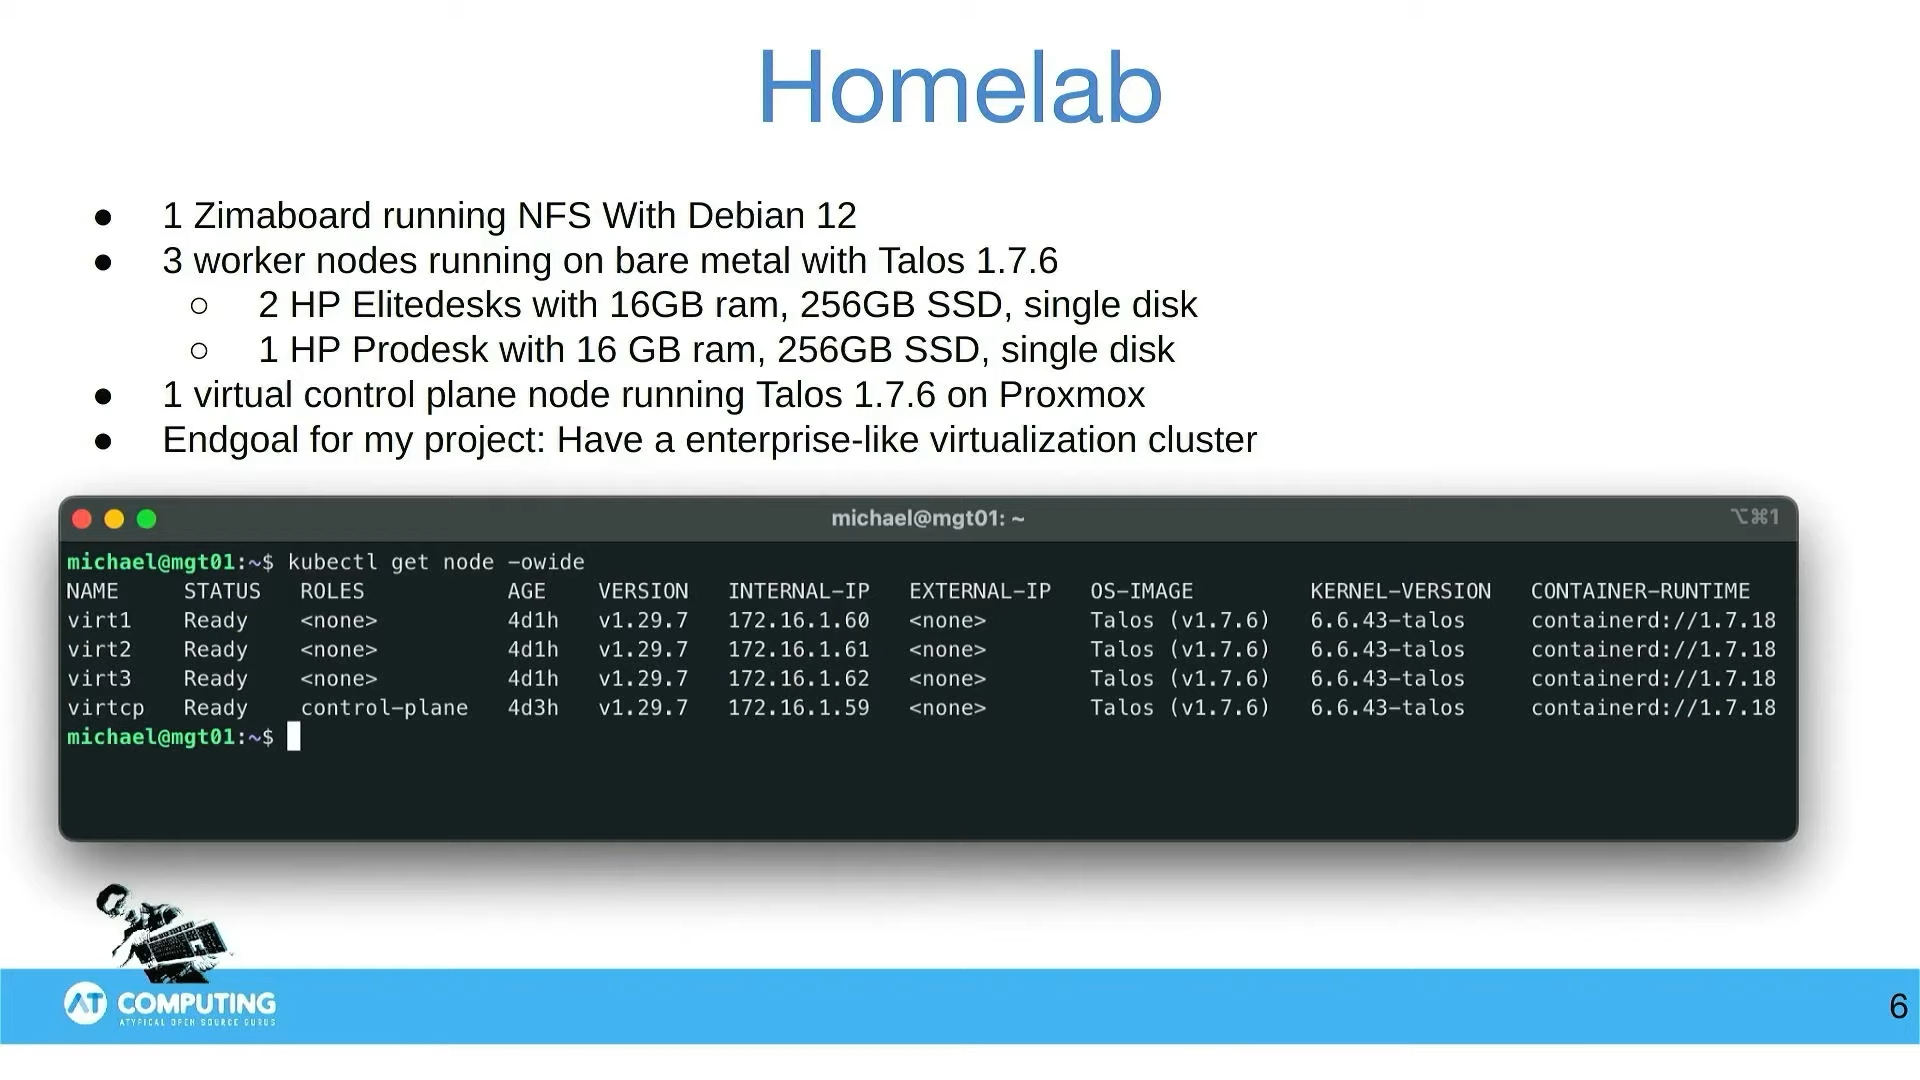 Homelab
● 1 Zimaboard running NFS With Debian 12
● 3 worker nodes running on bare metal with Talos 1.7.6
○ 2 HP Elitedesks with 16GB ram, 256GB SSD, single disk
○ 1 HP Prodesk with 16 GB ram, 256GB SSD, single disk
● 1 virtual control plane node running Talos 1.7.6 on Proxmox
● Endgoal for my project: Have a enterprise-like virtualization cluster
michael@mgt01: ~ ⌥⌘1
michael@mgt01:~$ kubectl get node -owide
NAME STATUS ROLES AGE VERSION INTERNAL-IP EXTERNAL-IP OS-IMAGE KERNEL-VERSION CONTAINER-RUNTIME
virt1 Ready <none> 4d1h v1.29.7 172.16.1.60 <none> Talos (v1.7.6) 6.6.43-talos containerd://1.7.18
virt2 Ready <none> 4d1h v1.29.7 172.16.1.61 <none> Talos (v1.7.6) 6.6.43-talos containerd://1.7.18
virt3 Ready <none> 4d1h v1.29.7 172.16.1.62 <none> Talos (v1.7.6) 6.6.43-talos containerd://1.7.18
virtcp Ready control-plane 4d3h v1.29.7 172.16.1.59 <none> Talos (v1.7.6) 6.6.43-talos containerd://1.7.18
michael@mgt01:~$
AT COMPUTING
ATYPICAL OPEN SOURCE GURUS
6